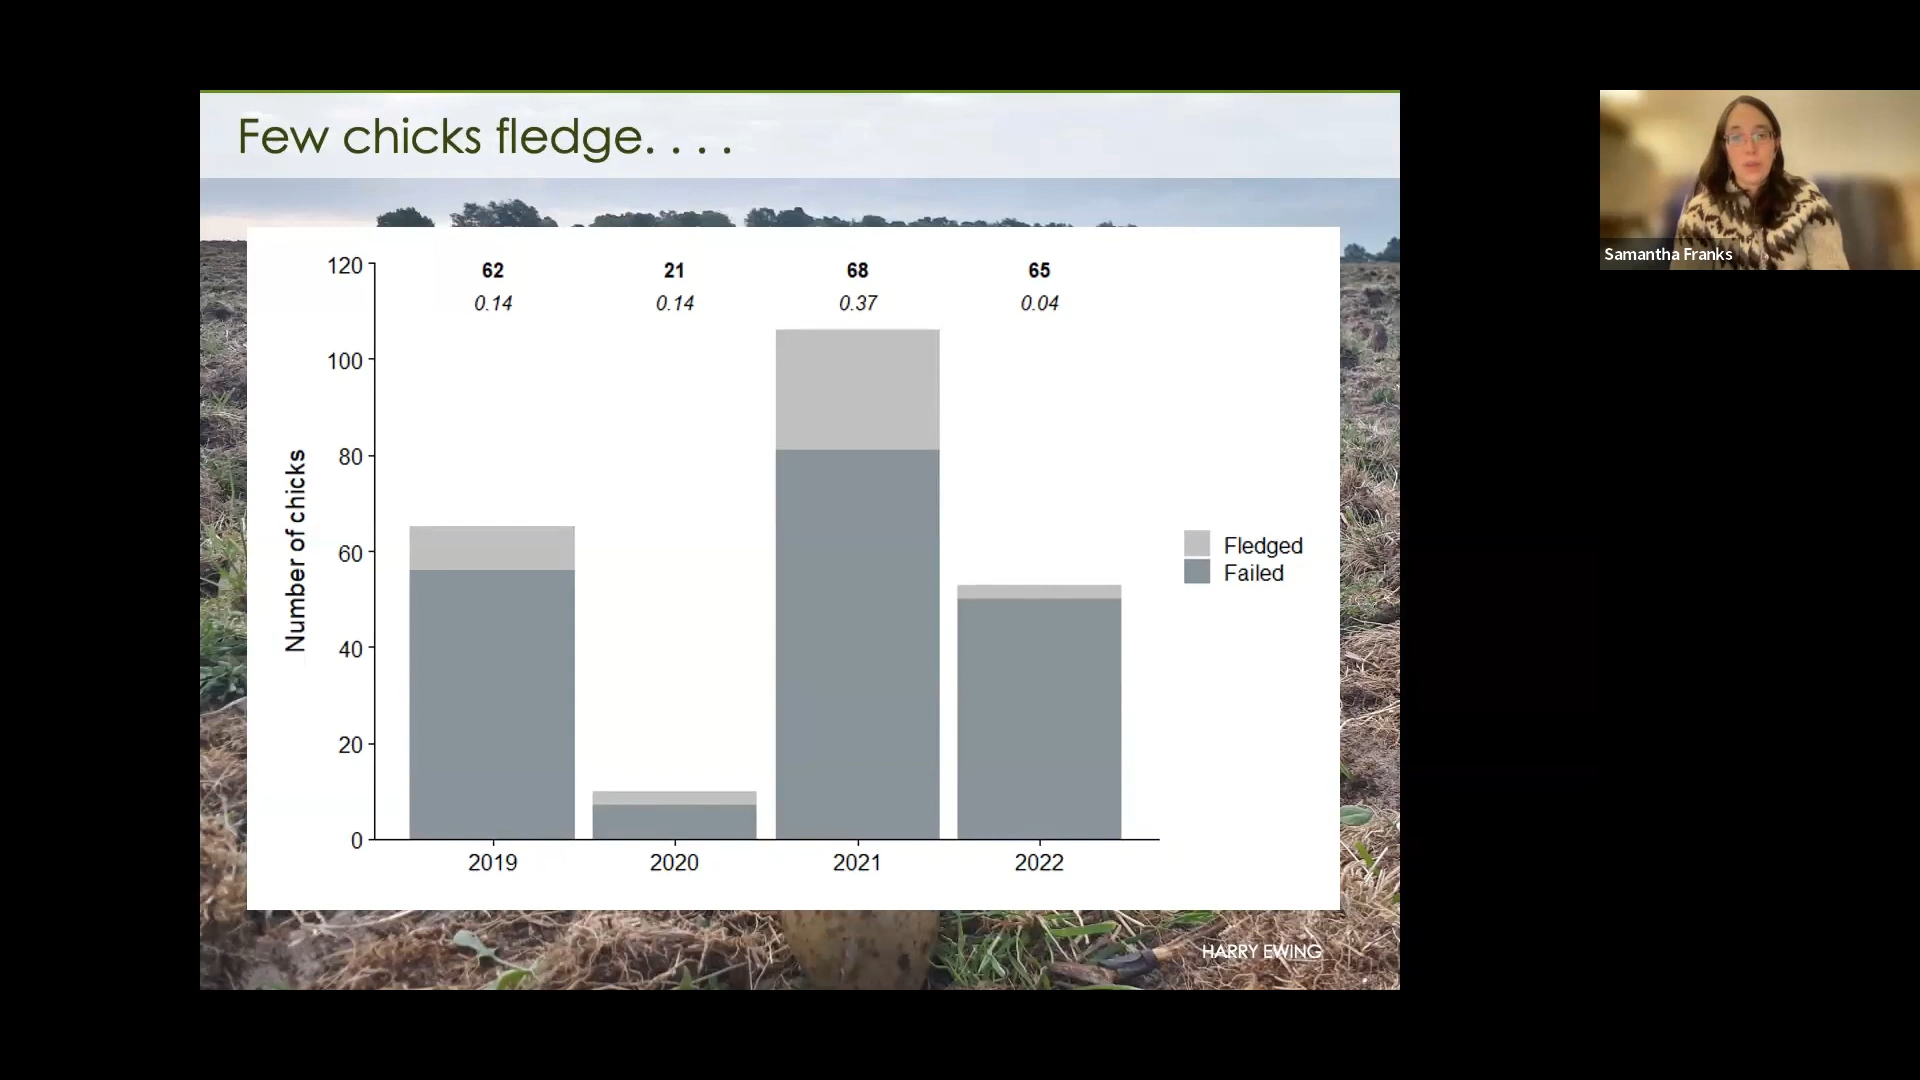 Few chicks fledge. . . .
Samantha Franks
62 21 68 65
0.14 0.14 0.37 0.04
120
100
80
60
40
20
0
Number of chicks
Fledged
Failed
2019 2020 2021 2022
HARRY EWING